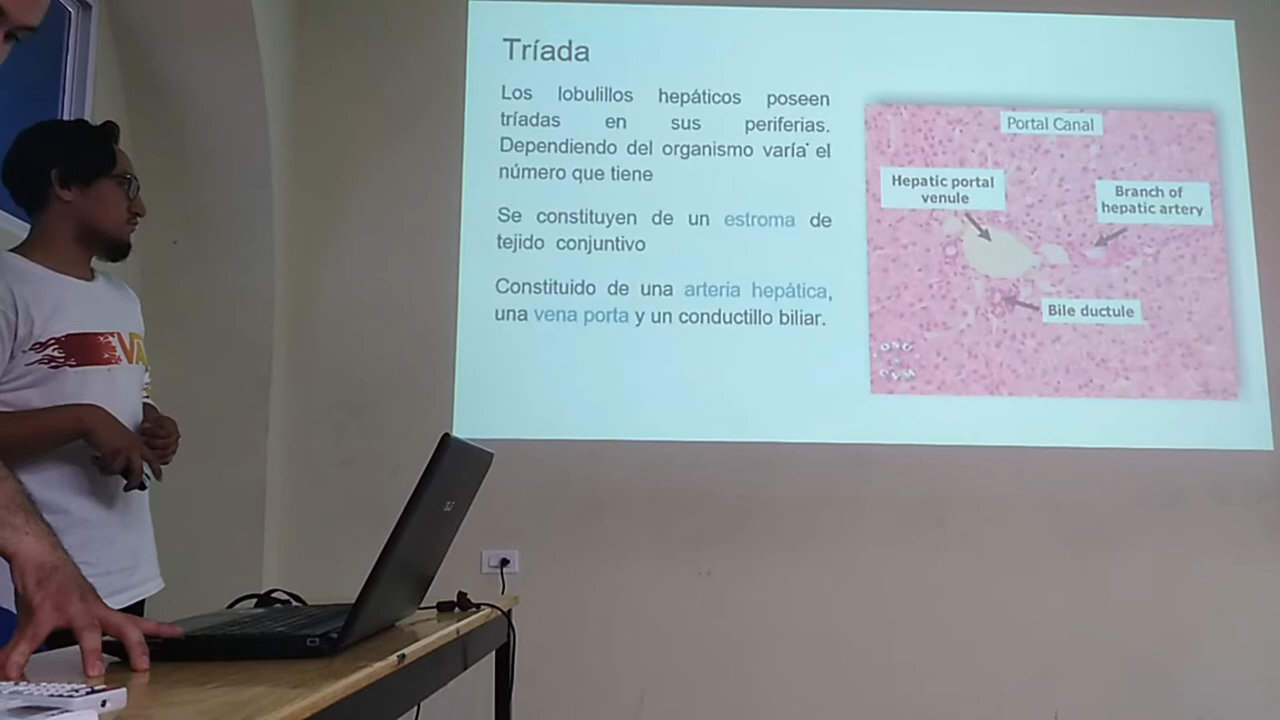 Tríada
Los lobulillos hepáticos poseen
tríadas en sus periferias.
Dependiendo del organismo varía el
número que tiene
Se constituyen de un estroma de
tejido conjuntivo
Constituido de una arteria hepática,
una vena porta y un conductillo biliar.
Portal Canal
Hepatic portal
venule
Branch of
hepatic artery
Bile ductule